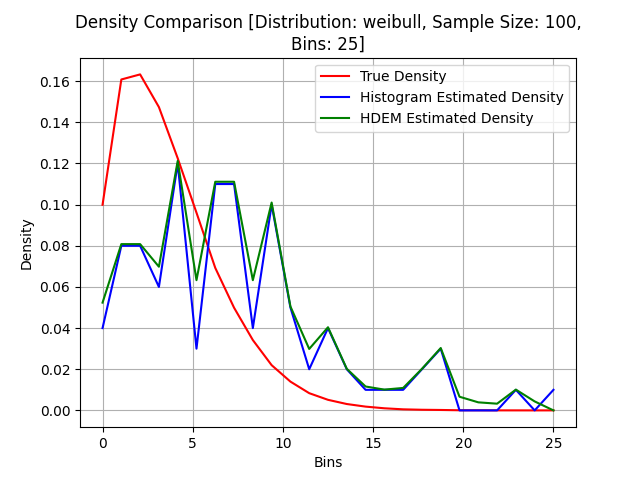 Density Comparison [Distribution: weibull, Sample Size: 100,
Bins: 25]
True Density
Histogram Estimated Density
HDEM Estimated Density
Density
0.16
0.14
0.12
0.10
0.08
0.06
0.04
0.02
0.00
0 5 10 15 20 25
Bins